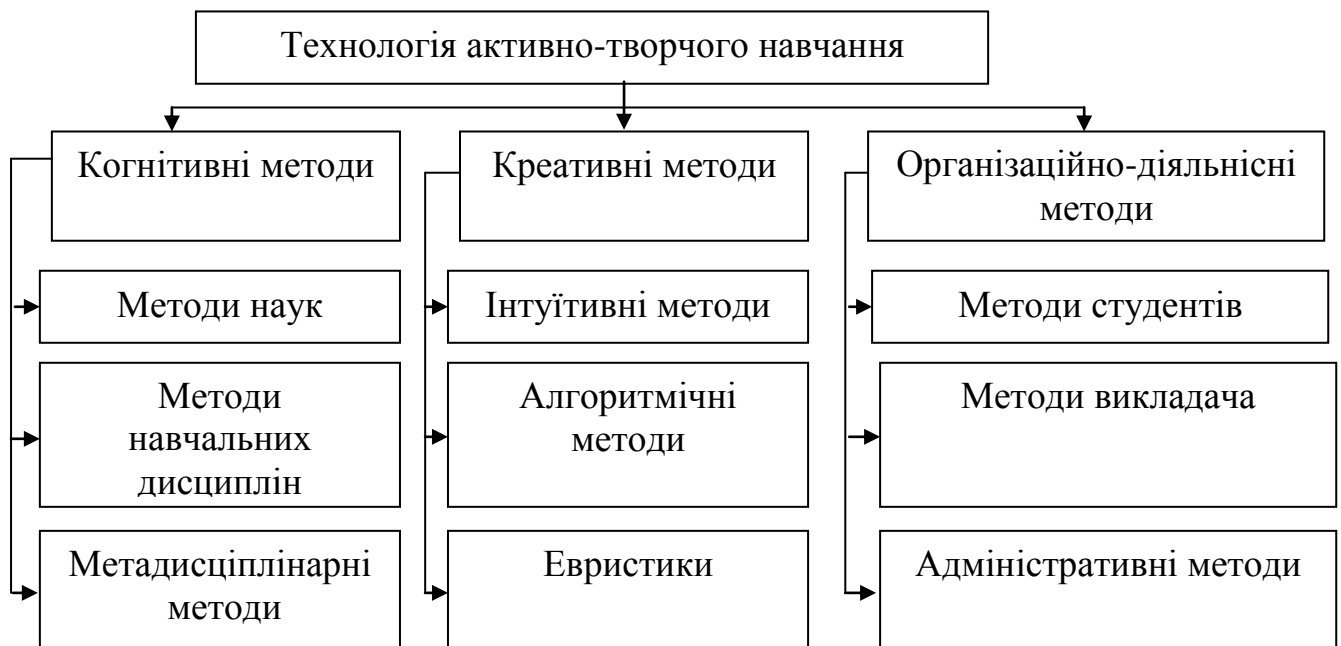 Технологія активно-творчого навчання
Когнітивні методи
Креативні методи
Організаційно-діяльнісні
методи
Методи наук
Інтуїтивні методи
Методи студентів
Методи
навчальних
дисциплін
Алгоритмічні
методи
Методи викладача
Метадисціплінарні
методи
Евристики
Адміністративні методи